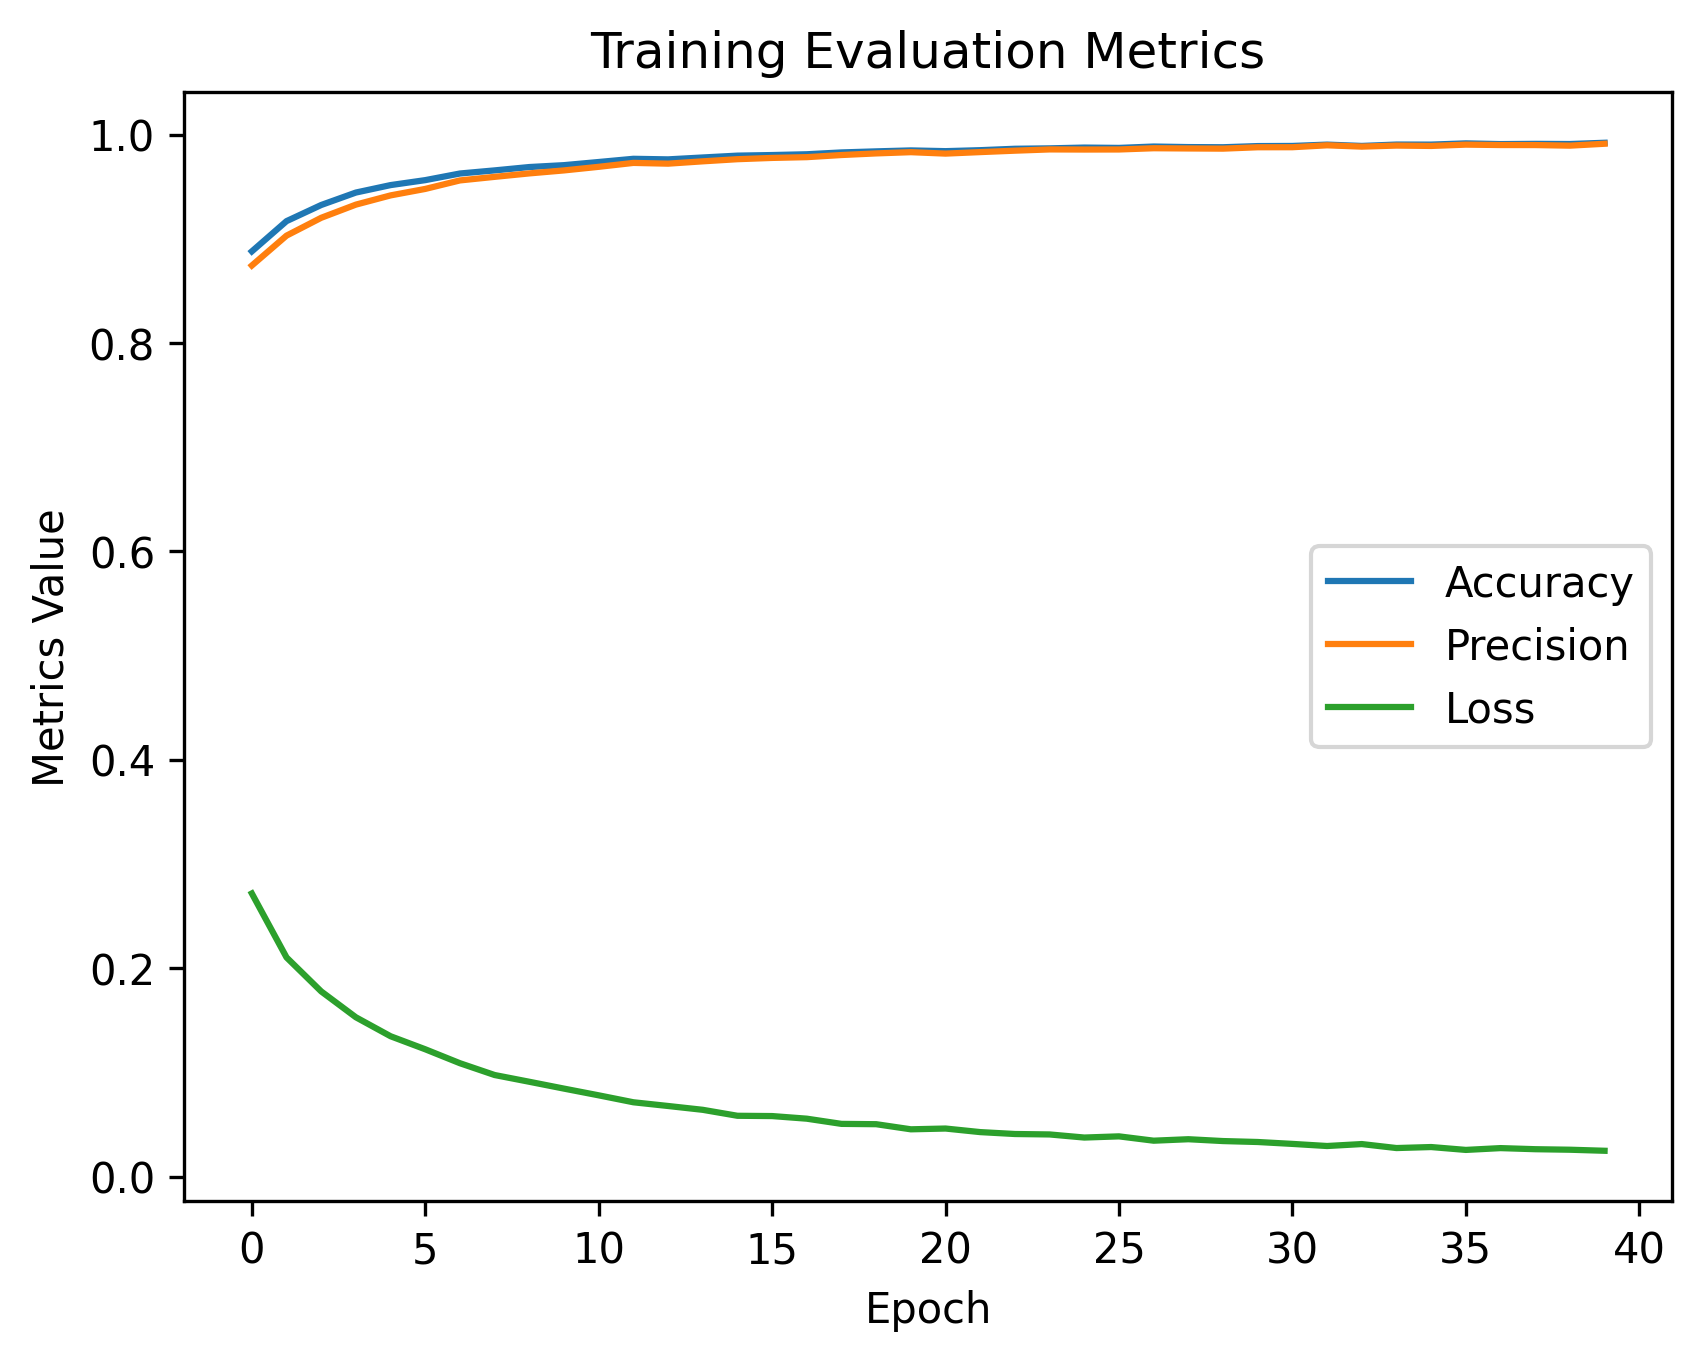 Training Evaluation Metrics
1.0
0.8
0.6
0.4
0.2
0.0
Metrics Value
Accuracy
Precision
Loss
0 5 10 15 20 25 30 35 40
Epoch